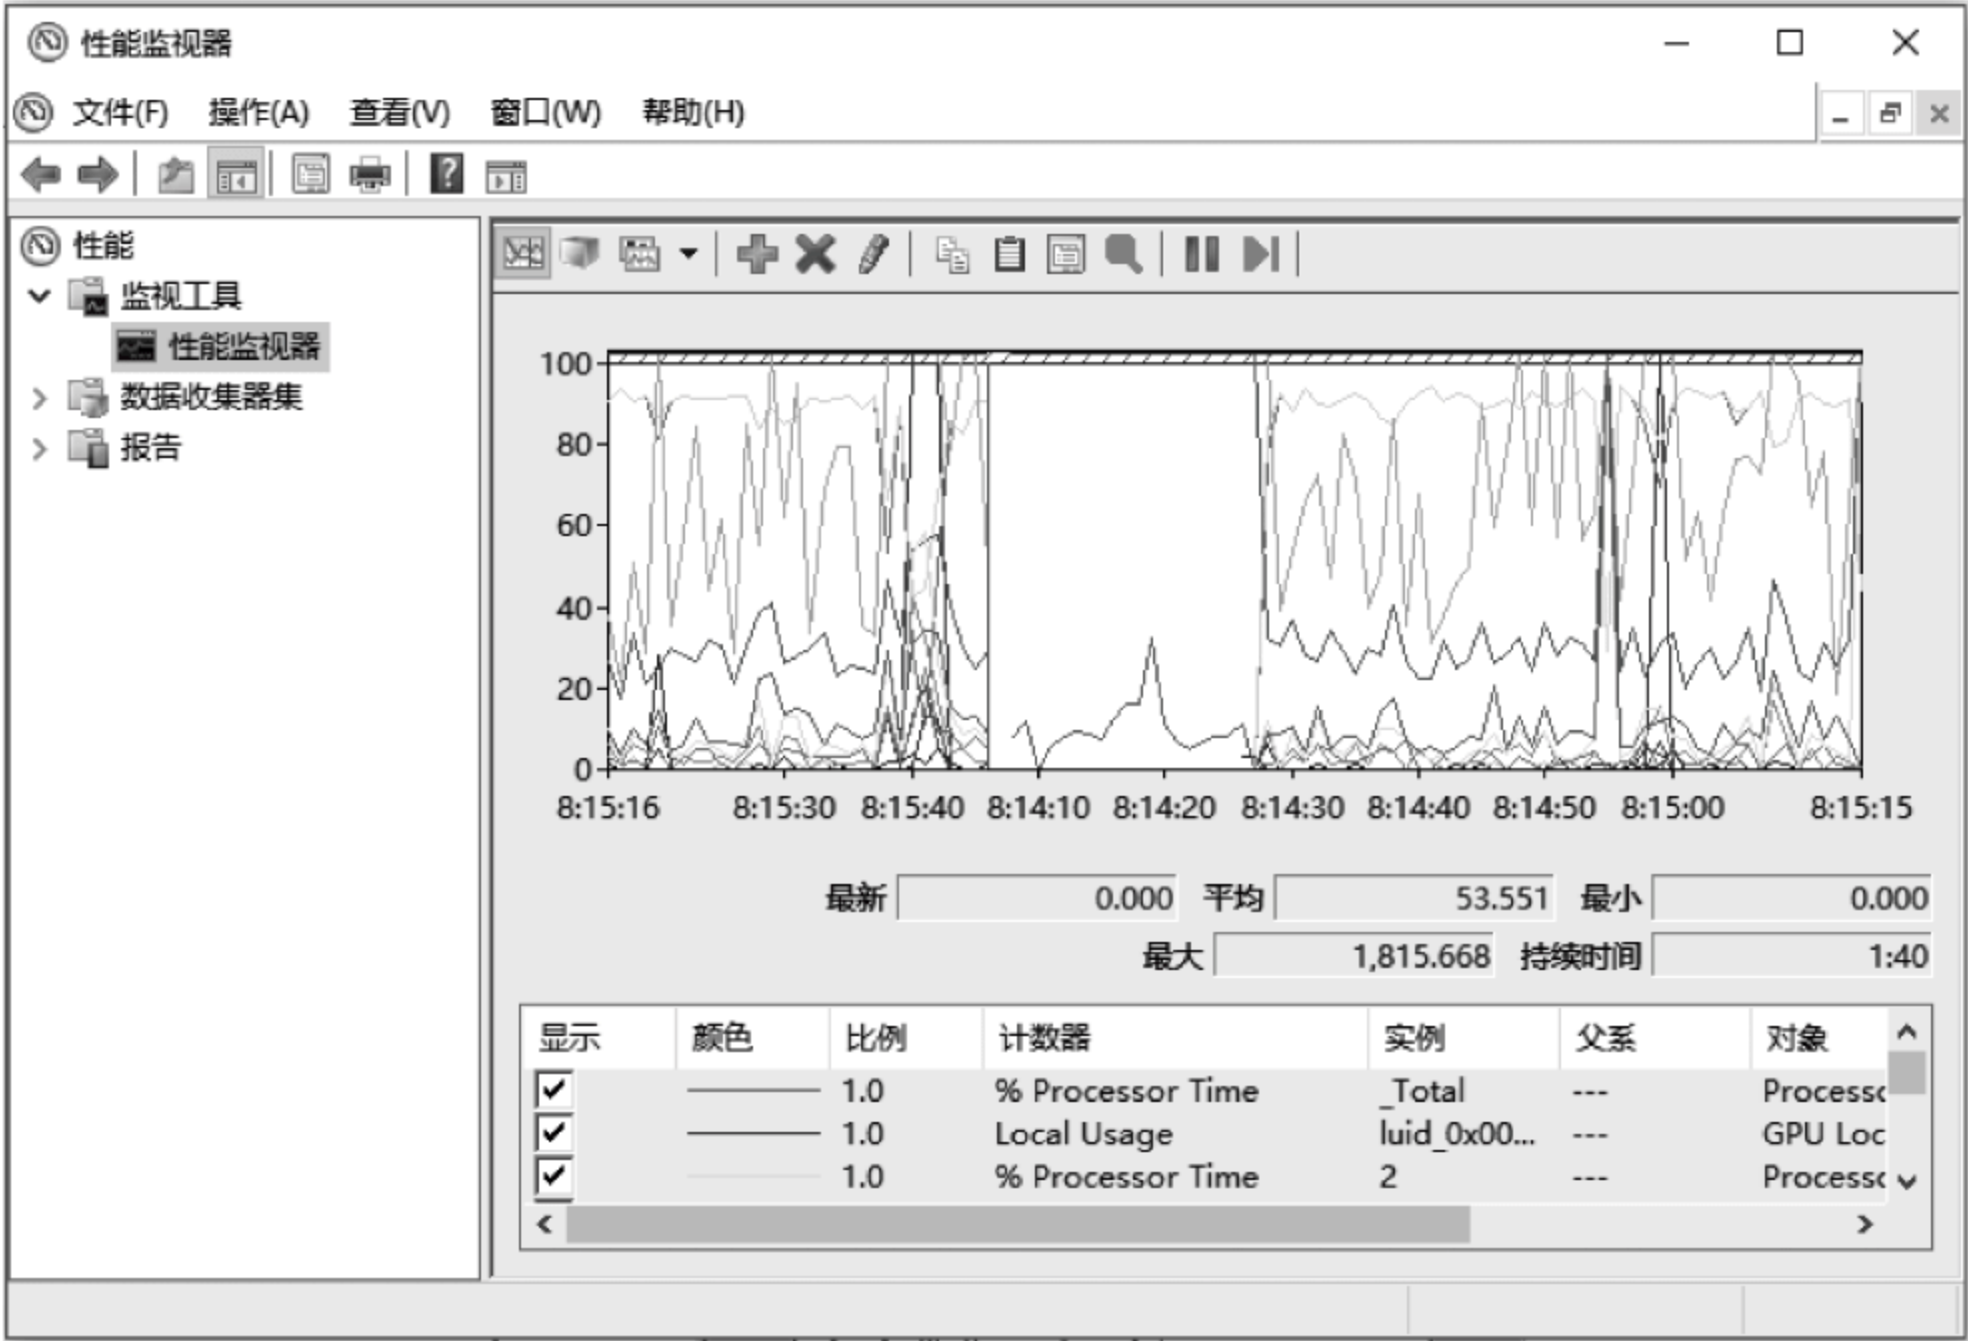 性能监视器
文件(F) 操作(A) 查看(V) 窗口(W) 帮助(H)
性能
监视工具
性能监视器
数据收集器集
报告
100
80
60
40
20
0
8:15:16 8:15:30 8:15:40 8:14:10 8:14:20 8:14:30 8:14:40 8:14:50 8:15:00 8:15:15
最新 0.000 平均 53.551 最小 0.000
最大 1,815.668 持续时间 1:40
显示 颜色 比例 计数器 实例 父系 对象
1.0 % Processor Time _Total --- Processo
1.0 Local Usage luid_0x00... --- GPU Loc
1.0 % Processor Time 2 --- Processo